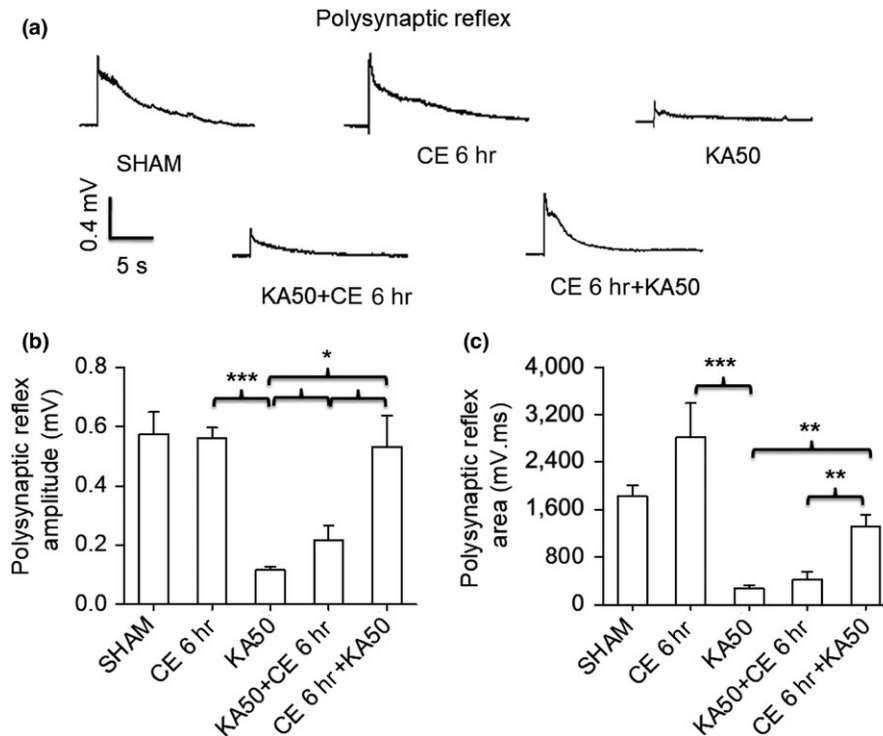 (a)
Polysynaptic reflex
SHAM
CE 6 hr
KA50
0.4 mV
5 s
KA50+CE 6 hr
CE 6 hr+KA50
(b)
Polysynaptic reflex
amplitude (mV)
0.8
0.6
0.4
0.2
0.0
***
*
SHAM
CE 6 hr
KA50
KA50+CE 6 hr
CE 6 hr +KA50
(c)
Polysynaptic reflex
area (mV.ms)
4,000
3,200
2,400
1,600
800
0
***
**
**
SHAM
CE 6 hr
KA50
KA50+CE 6 hr
CE 6 hr +KA50